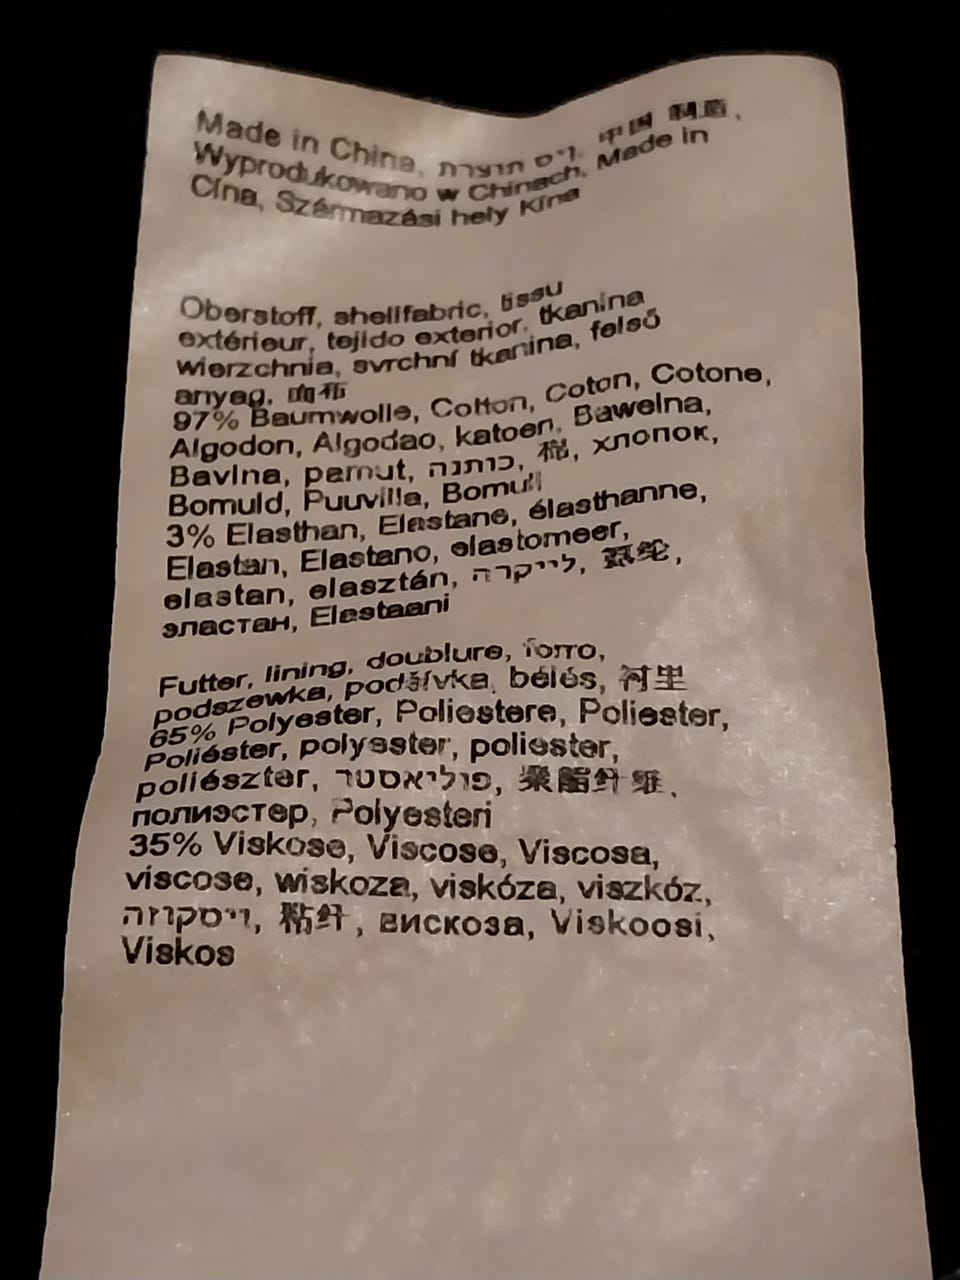 Made in China, תוצרת סין, 中国 制造,
Wyprodukowano w Chinach, Made in
Cína, Származási hely Kína
Oberstoff, shellfabric, tissu
extérieur, tejido exterior, tkanina
wierzchnia, svrchní tkanina, felső
anyag, 面布
97% Baumwolle, Cotton, Coton, Cotone,
Algodon, Algodao, katoen, Bawelna,
Bavlna, pamut, כותנה, 棉, хлопок,
Bomuld, Puuvilla, Bomull
3% Elasthan, Elastane, élasthanne,
Elastan, Elastano, elastomeer,
elastan, elasztán, לייקרה, 氨纶,
эластан, Elastaani
Futter, lining, doublure, forro,
podszewka, podšívka, bélés, 衬里
65% Polyester, Poliestere, Poliester,
Poliéster, polyester, poliester,
poliészter, פוליאסטר, 聚酯纤维,
полиэстер, Polyesteri
35% Viskose, Viscose, Viscosa,
viscose, wiskoza, viskóza, viszkóz,
וייסקוזה, 粘纤, вискоза, Viskoosi,
Viskos